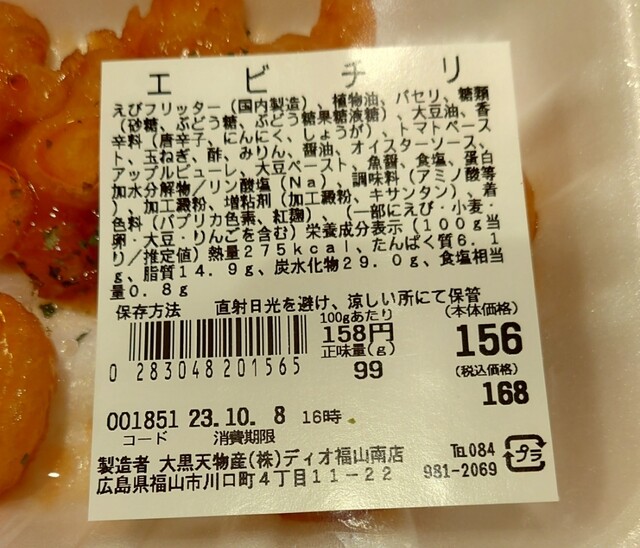 エビチリ
えびフリッター（国内製造）、植物油、パセリ、糖類
（砂糖、ぶどう糖、ぶどう糖果糖液糖）、大豆油、香
辛料（唐辛子、にんにく、しょうが）、トマトペース
ト、玉ねぎ、酢、みりん、醤油、オイスターソース、
アップルピューレ、大豆ペースト、魚醤、食塩、蛋白
加水分解物／リン酸塩（Na）、調味料（アミノ酸等
）、加工澱粉、増粘剤（加工澱粉、キサンタン）、着
色料（パプリカ色素、紅麹）、（一部にえび・小麦・
卵・大豆・りんごを含む）栄養成分表示（100g当
り／推定値）熱量275kcal、たんぱく質6.1
g、脂質14.9g、炭水化物29.0g、食塩相当
量0.8g
保存方法 直射日光を避け、涼しい所にて保管
100gあたり (本体価格)
158円 156
正味量(g) (税込価格)
99 168
0 283048 201565
001851 23.10. 8 16時
コード 消費期限
製造者 大黒天物産(株)ディオ福山南店 ℡084
広島県福山市川口町4丁目11-22 981-2069
プラ